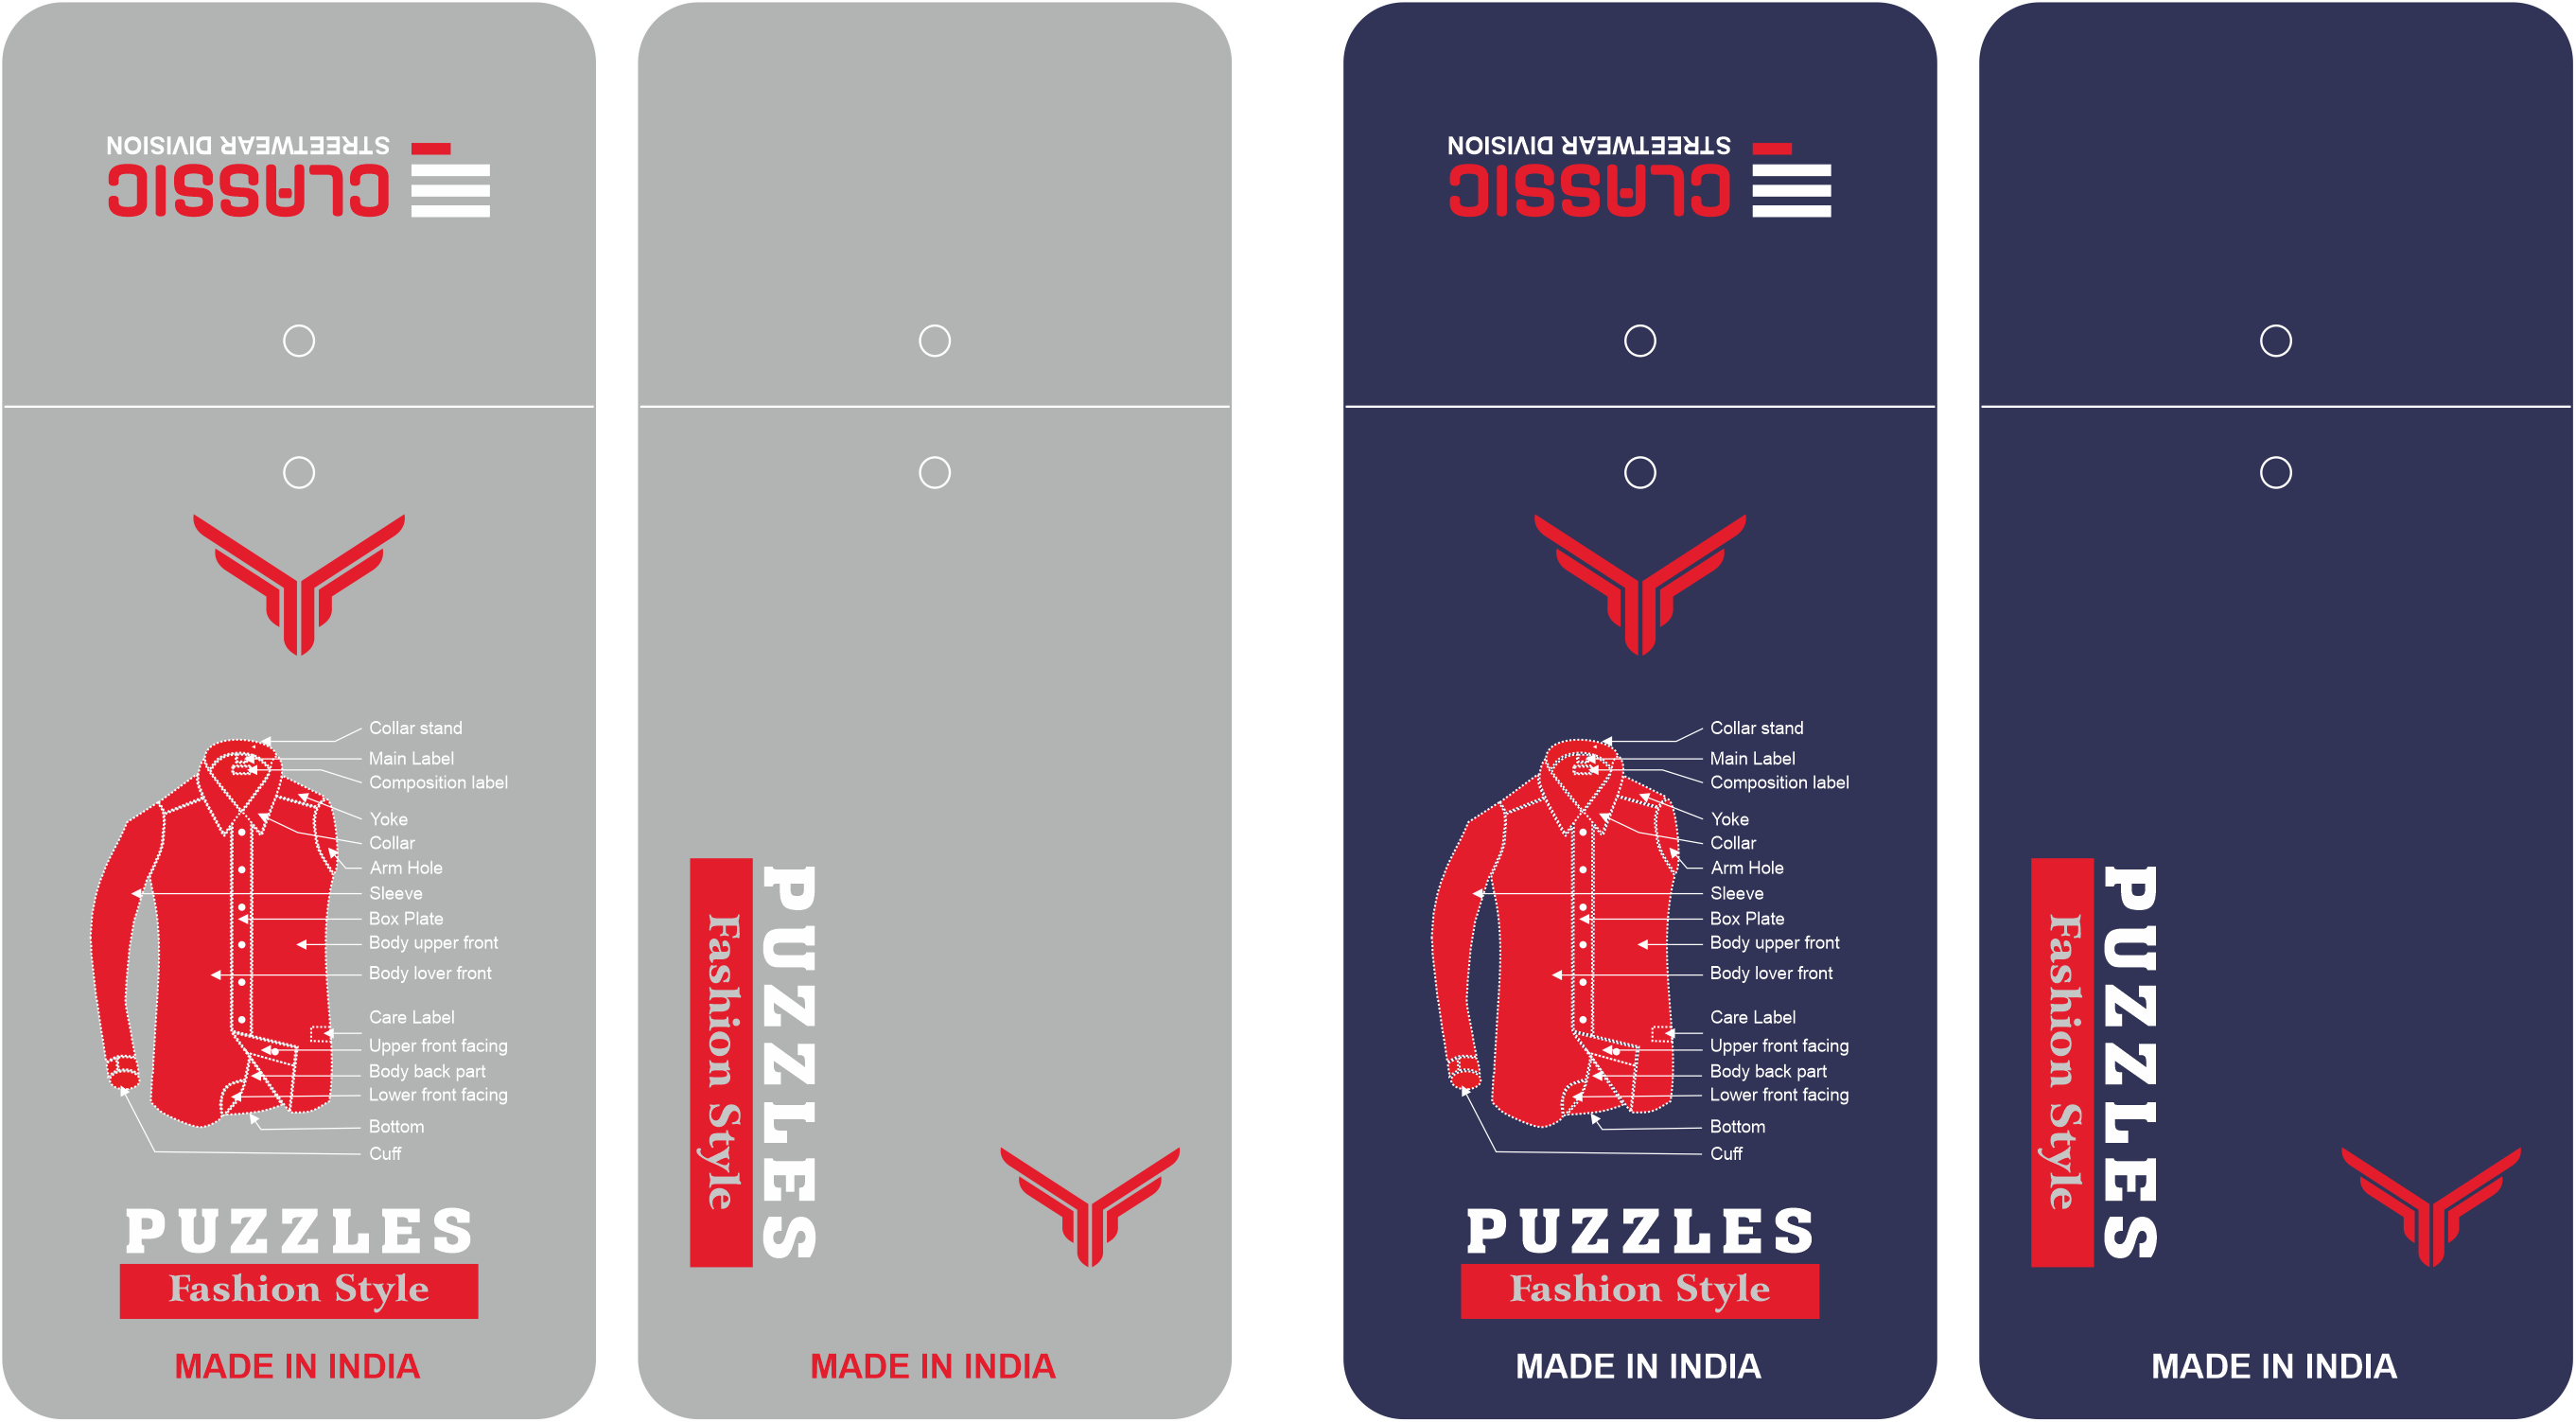 STREETWEAR DIVISION
CLASSIC
Collar stand
Main Label
Composition label
Yoke
Collar
Arm Hole
Sleeve
Box Plate
Body upper front
Body lover front
Care Label
Upper front facing
Body back part
Lower front facing
Bottom
Cuff
PUZZLES
Fashion Style
MADE IN INDIA
PUZZLES
Fashion Style
MADE IN INDIA
STREETWEAR DIVISION
CLASSIC
Collar stand
Main Label
Composition label
Yoke
Collar
Arm Hole
Sleeve
Box Plate
Body upper front
Body lover front
Care Label
Upper front facing
Body back part
Lower front facing
Bottom
Cuff
PUZZLES
Fashion Style
MADE IN INDIA
PUZZLES
Fashion Style
MADE IN INDIA